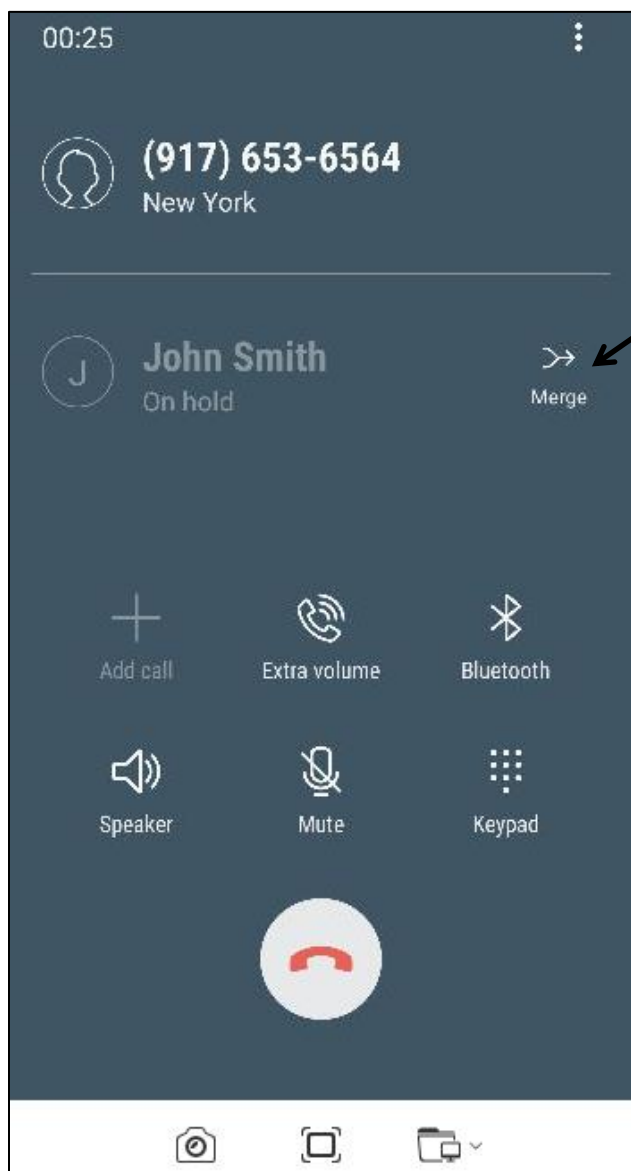 00:25
(917) 653-6564
New York
J
John Smith
On hold
Merge
Add call
Extra volume
Bluetooth
Speaker
Mute
Keypad